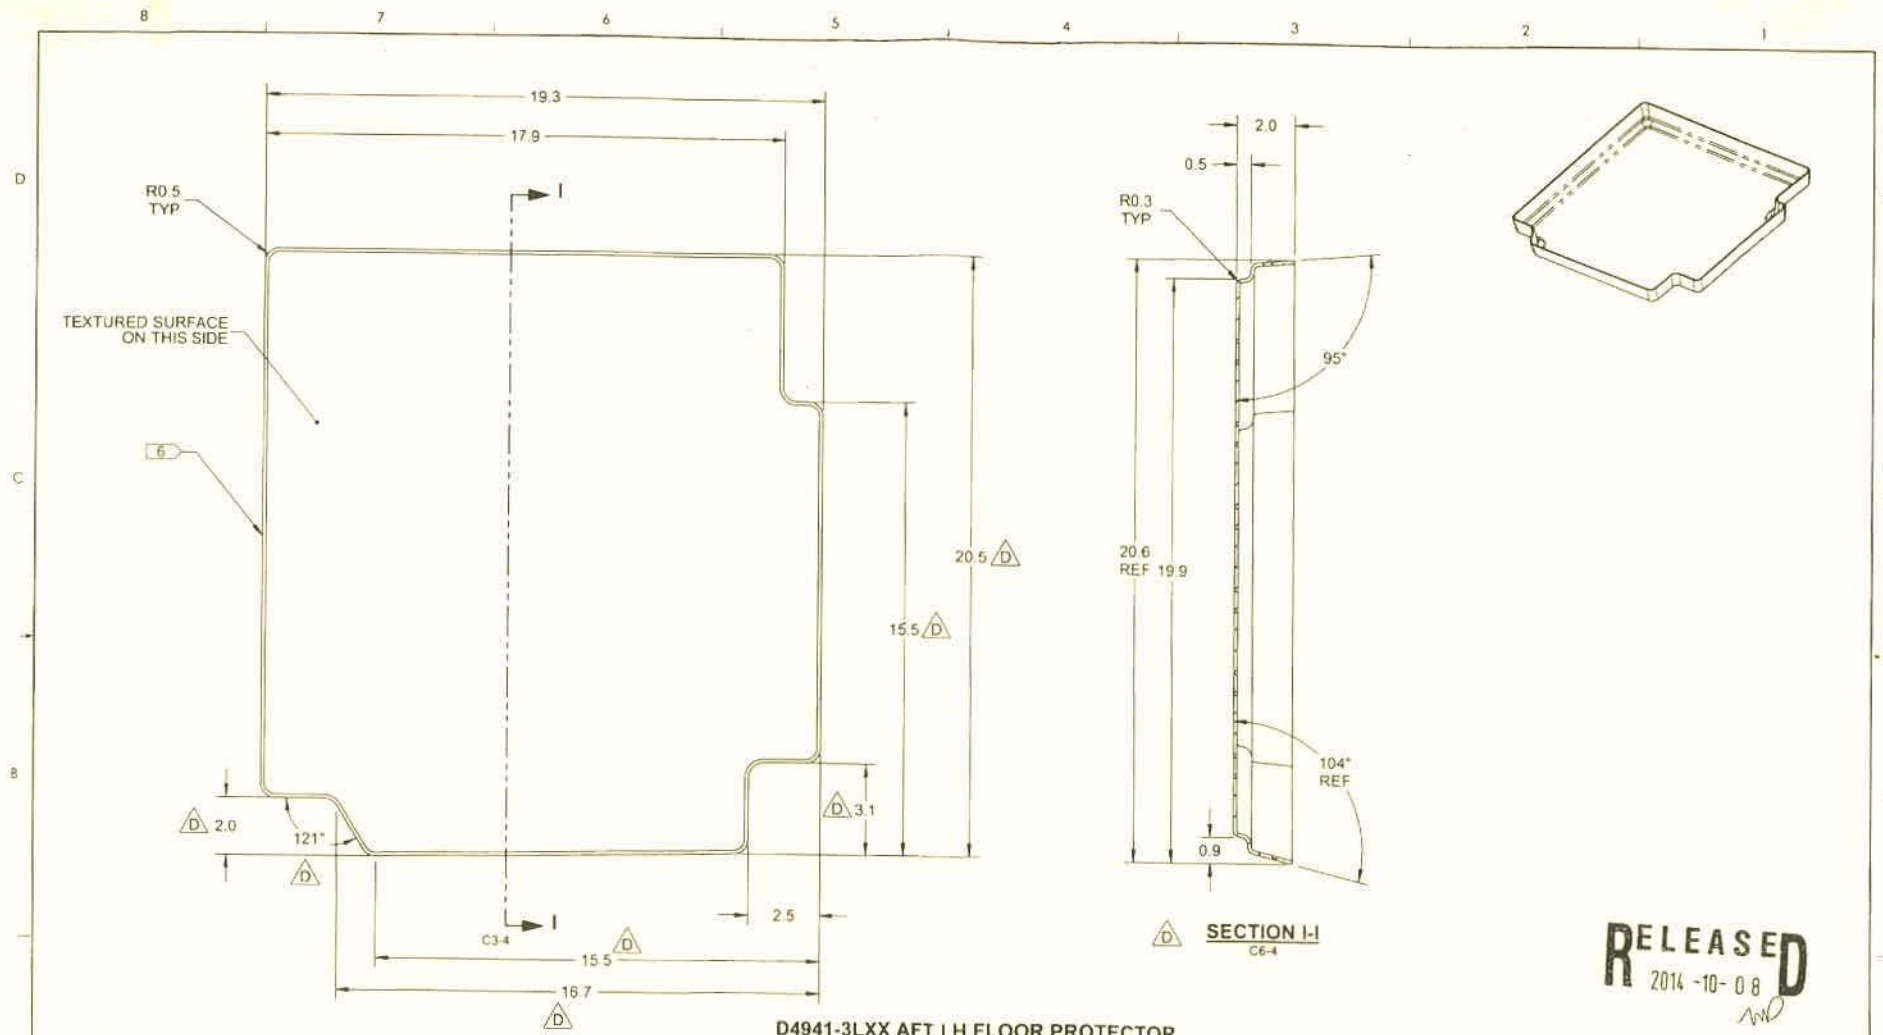 8 7 6 5 4 3 2 1
D
C
B
19.3
17.9
R0.5
TYP
I
TEXTURED SURFACE
ON THIS SIDE
6
20.5 D
15.5 D
D 3.1
D 2.0
121°
D
2.5
I
C3-4
D
15.5
16.7
D
2.0
0.5
R0.3
TYP
95°
20.6
REF
19.9
104°
REF
0.9
D SECTION I-I
C6-4
RELEASED
2014-10-08
D4941-3LXX AFT LH FLOOR PROTECTOR